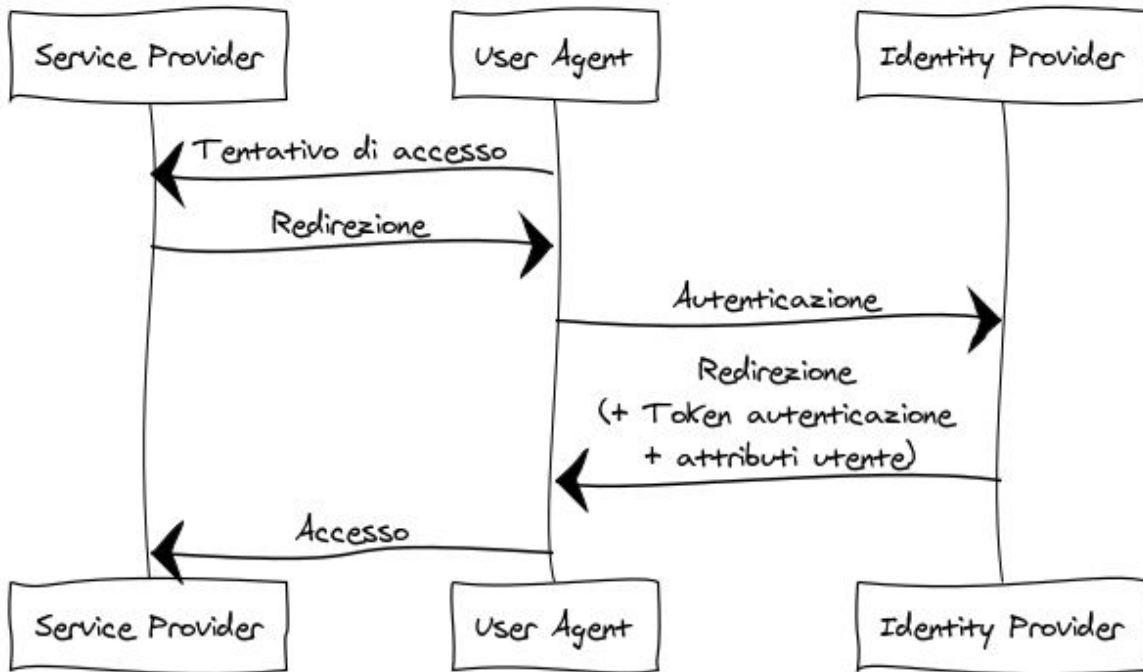 Service Provider
User Agent
Identity Provider
Tentativo di accesso
Redirezione
Autenticazione
Redirezione
(+ Token autenticazione
+ attributi utente)
Accesso
Service Provider
User Agent
Identity Provider